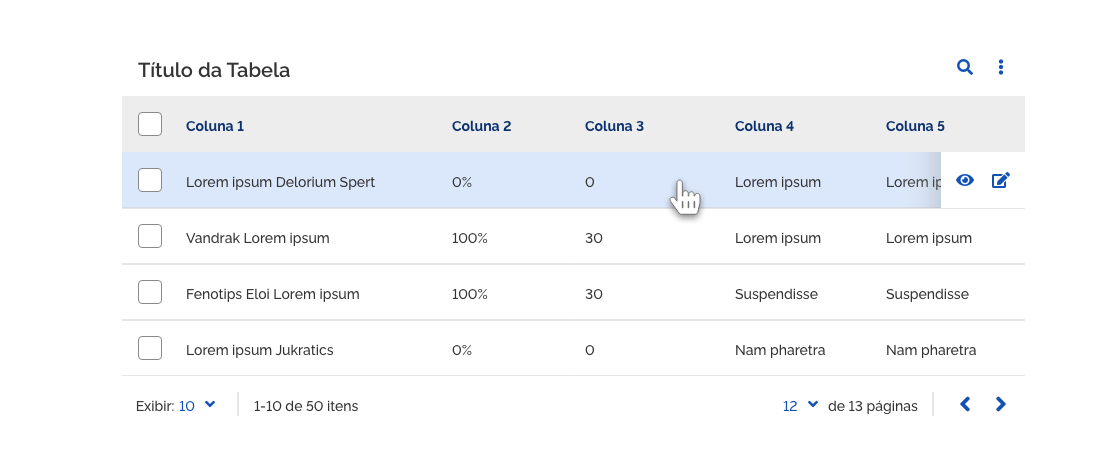 Título da Tabela
Coluna 1 Coluna 2 Coluna 3 Coluna 4 Coluna 5
Lorem ipsum Delorium Spert 0% 0 Lorem ipsum Lorem ip
Vandrak Lorem ipsum 100% 30 Lorem ipsum Lorem ipsum
Fenotips Eloi Lorem ipsum 100% 30 Suspendisse Suspendisse
Lorem ipsum Jukratics 0% 0 Nam pharetra Nam pharetra
Exibir: 10 1-10 de 50 itens 12 de 13 páginas